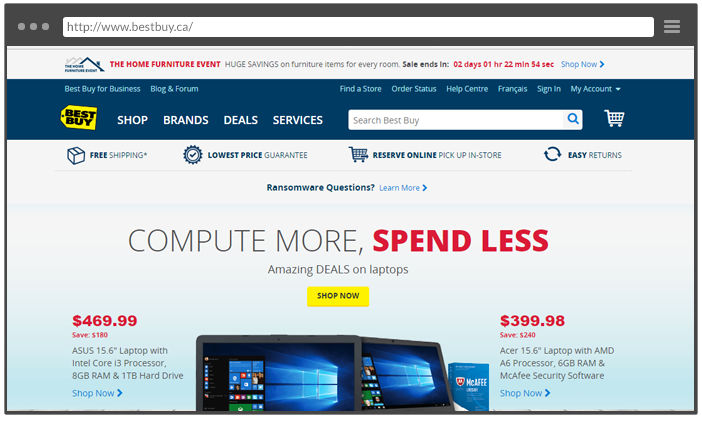 http://www.bestbuy.ca/
THE HOME FURNITURE EVENT HUGE SAVINGS on furniture items for every room. Sale ends In: 02 days 01 hr 22 min 54 sec Shop Now
THE HOME
FURNITURE EVENT
Best Buy for Business Blog & Forum Find a Store Order Status Help Centre Français Sign In My Account
BEST
BUY
SHOP BRANDS DEALS SERVICES Search Best Buy
FREE SHIPPING* LOWEST PRICE GUARANTEE RESERVE ONLINE PICK UP IN-STORE EASY RETURNS
Ransomware Questions? Learn More
COMPUTE MORE, SPEND LESS
Amazing DEALS on laptops
SHOP NOW
$469.99
Save: $180
ASUS 15.6" Laptop with
Intel Core i3 Processor,
8GB RAM & 1TB Hard Drive
Shop Now
McAFEE
$399.98
Save: $240
Acer 15.6" Laptop with AMD
A6 Processor, 6GB RAM &
McAfee Security Software
Shop Now